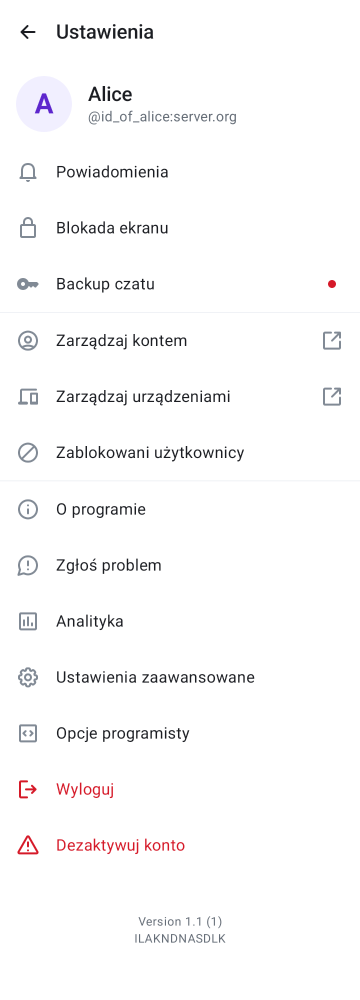 Ustawienia
A
Alice
@id_of_alice:server.org
Powiadomienia
Blokada ekranu
Backup czatu
Zarządzaj kontem
Zarządzaj urządzeniami
Zablokowani użytkownicy
O programie
Zgłoś problem
Analityka
Ustawienia zaawansowane
Opcje programisty
Wyloguj
Dezaktywuj konto
Version 1.1 (1)
ILAKNDNASDLK